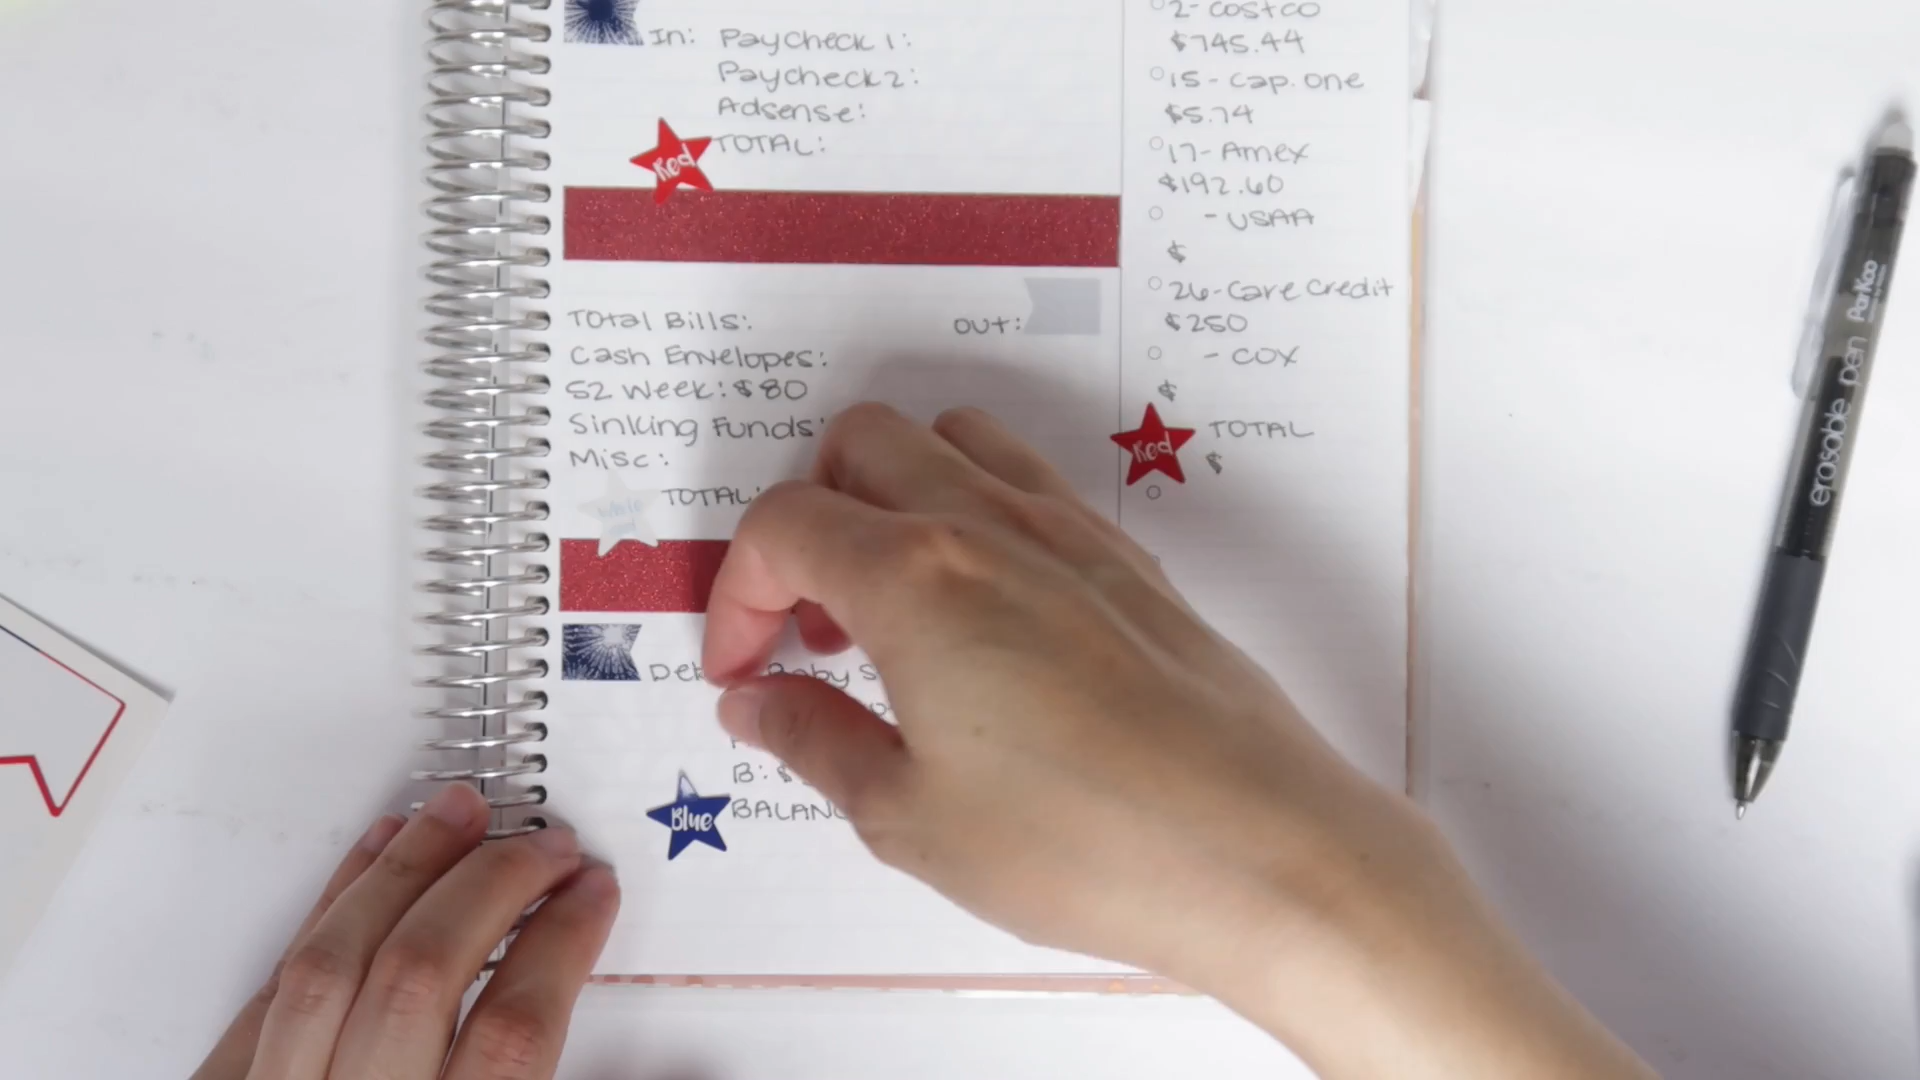 In: Paycheck 1:
Paycheck 2:
Adsense:
TOTAL:
Red
Total Bills:
out:
Cash Envelopes:
52 Week: $80
Sinking Funds:
Misc:
TOTAL:
Baby S
B: $
Blue
2- Costco
$745.44
15- Cap. One
$5.74
17- Amex
$192.60
- USAA
$
26- Care Credit
$250
- COX
$
Red
TOTAL
$
erasable pen ParKoo